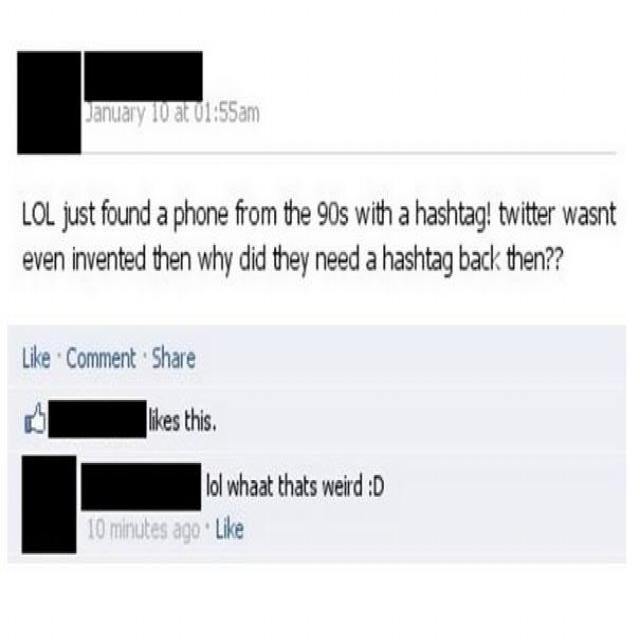 January 10 at 01:55am
LOL just found a phone from the 90s with a hashtag! twitter wasnt
even invented then why did they need a hashtag back then??
Like · Comment · Share
likes this.
lol whaat thats weird :D
10 minutes ago · Like